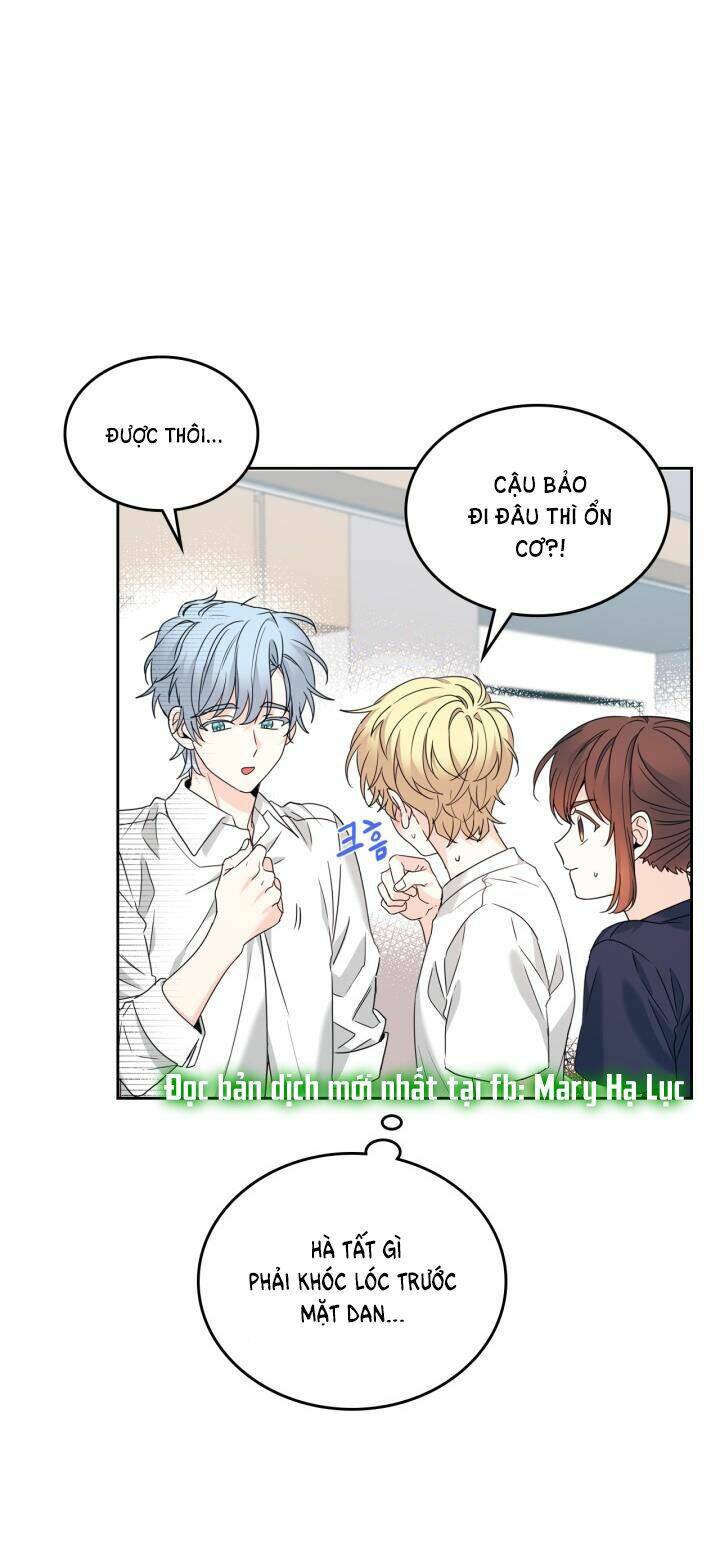 ĐƯỢC THÔI...
CẬU BẢO
ĐI ĐÂU THÌ ỔN
CƠ?!
크흠
Đọc bản dịch mới nhất tại fb: Mary Hạ Lục
HÀ TẤT GÌ
PHẢI KHÓC LÓC TRƯỚC
MẶT DAN...